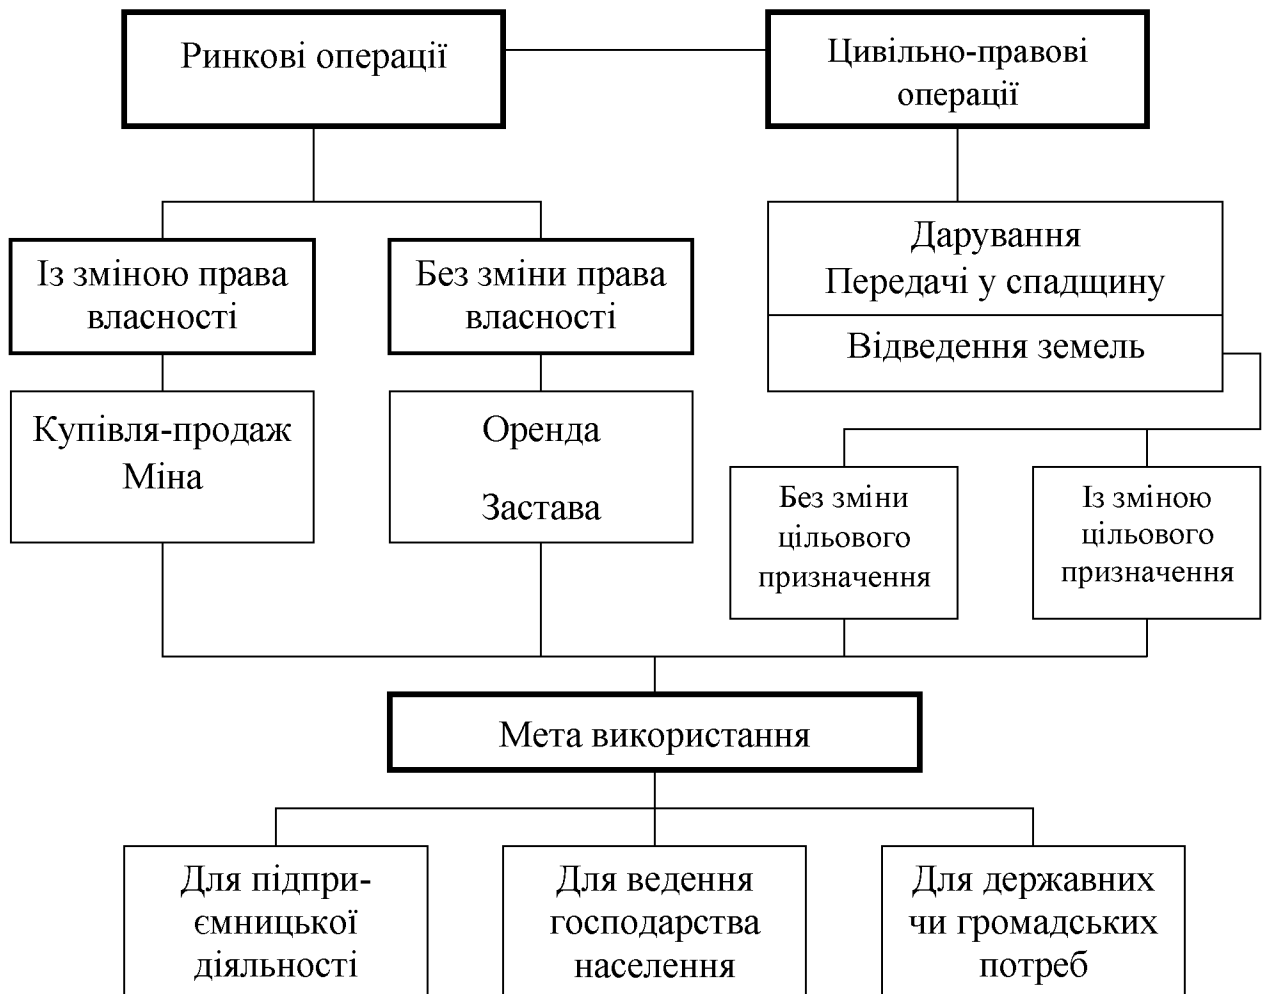 Ринкові операції
Цивільно-правові
операції
Із зміною права
власності
Без зміни права
власності
Дарування
Передачі у спадщину
Відведення земель
Купівля-продаж
Міна
Оренда
Застава
Без зміни
цільового
призначення
Із зміною
цільового
призначення
Мета використання
Для підпри-
ємницької
діяльності
Для ведення
господарства
населення
Для державних
чи громадських
потреб